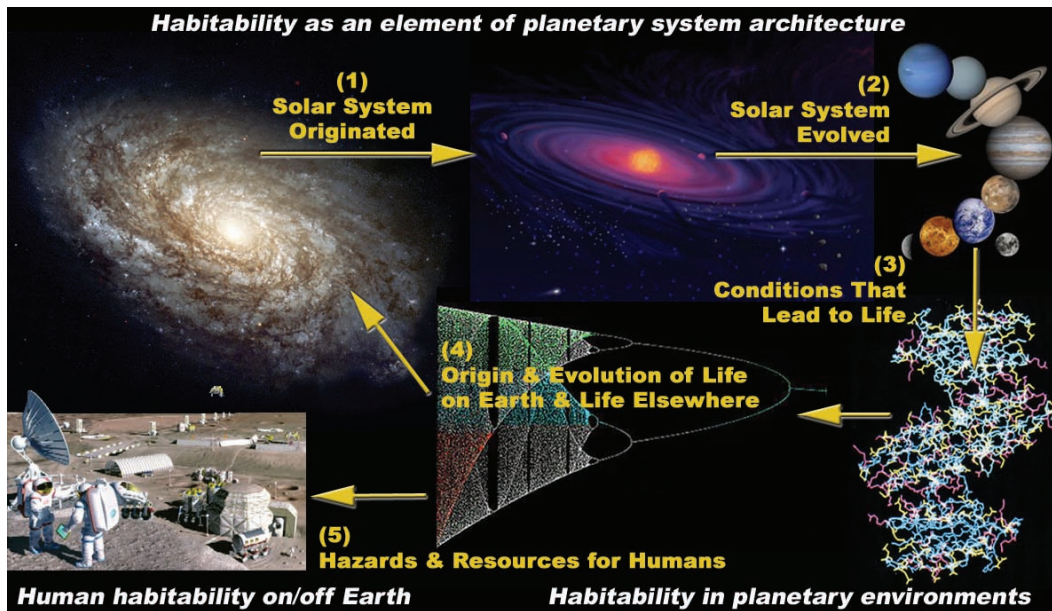 Habitability as an element of planetary system architecture
(1)
Solar System
Originated
(2)
Solar System
Evolved
(3)
Conditions That
Lead to Life
(4)
Origin & Evolution of Life
on Earth & Life Elsewhere
(5)
Hazards & Resources for Humans
Human habitability on/off Earth
Habitability in planetary environments